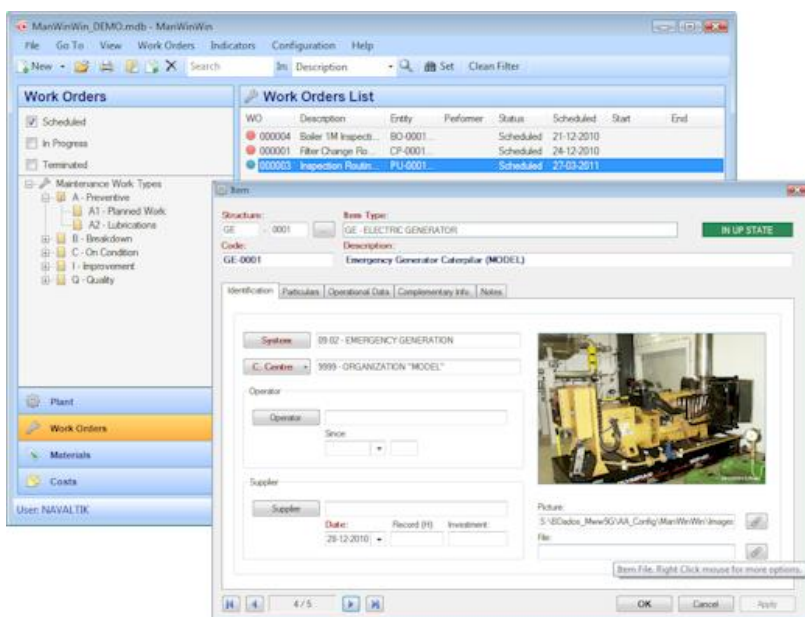 ManWinWin_DEMO.mdb - ManWinWin
File Go To View Work Orders Indicators Configuration Help
New Search In: Description Set Clean Filter
Work Orders
Scheduled
In Progress
Terminated
Maintenance Work Types
A - Preventive
A1 - Planned Work
A2 - Lubrications
B - Breakdown
C - On Condition
I - Improvement
Q - Quality
Plant
Work Orders
Materials
Costs
User: NAVALTIK
Work Orders List
WO Description Entity Performer Status Scheduled Start End
000004 Boiler 1M Inspecti... BO-0001... Scheduled 21-12-2010
000001 Filter Change Ro... CP-0001... Scheduled 24-12-2010
000003 Inspection Routin... PU-0001... Scheduled 27-03-2011
Item
Structure: Item Type:
GE - 0001 ... GE - ELECTRIC GENERATOR IN UP STATE
Code: Description:
GE-0001 Emergency Generator Caterpilar (MODEL)
Identification Particulars Operational Data Complementary Info. Notes
System 09.02 - EMERGENCY GENERATION
C. Centre 9999 - ORGANIZATION "MODEL"
Operator
Operator
Since
Supplier
Supplier
Date: Record (H) Investment
28-12-2010
Picture:
S:\BDados_MwwSG\AA_Config\ManWinWin\Images
File:
Item File. Right Click mouse for more options.
4 / 5 OK Cancel Apply